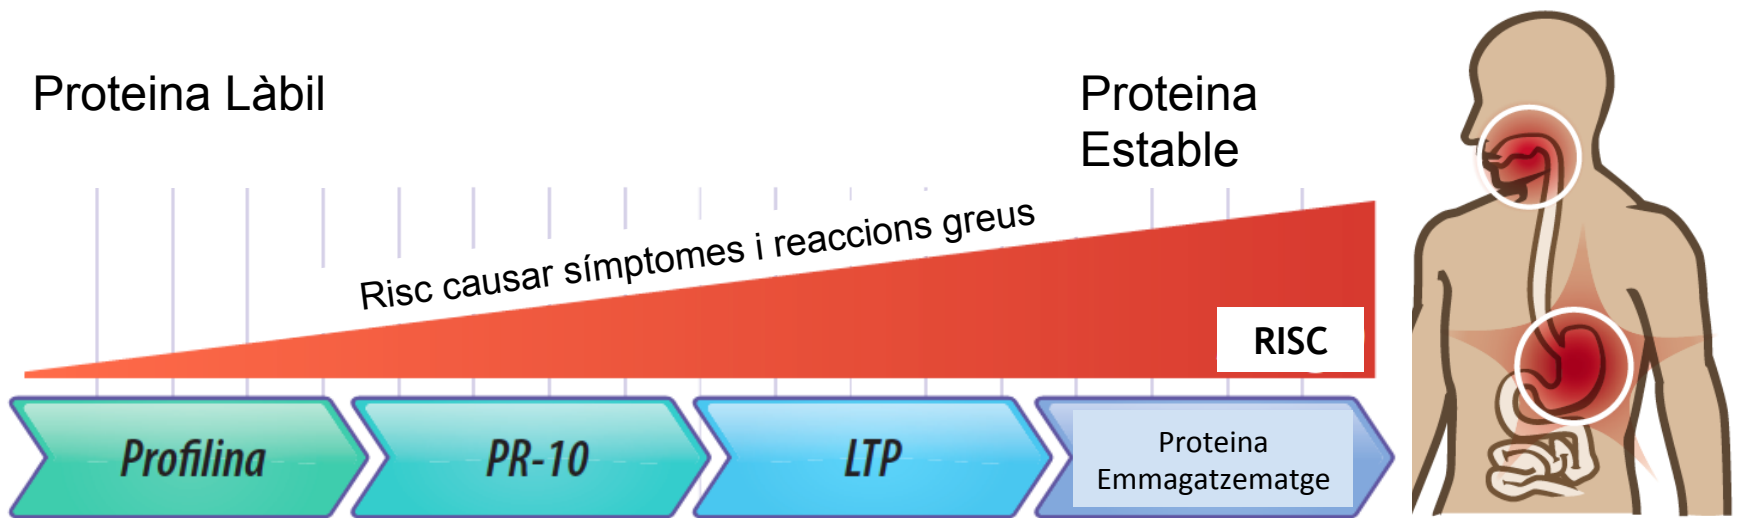 Proteina Làbil
Proteina
Estable
Risc causar símptomes i reaccions greus
RISC
Profilina
PR-10
LTP
Proteina
Emmagatzematge